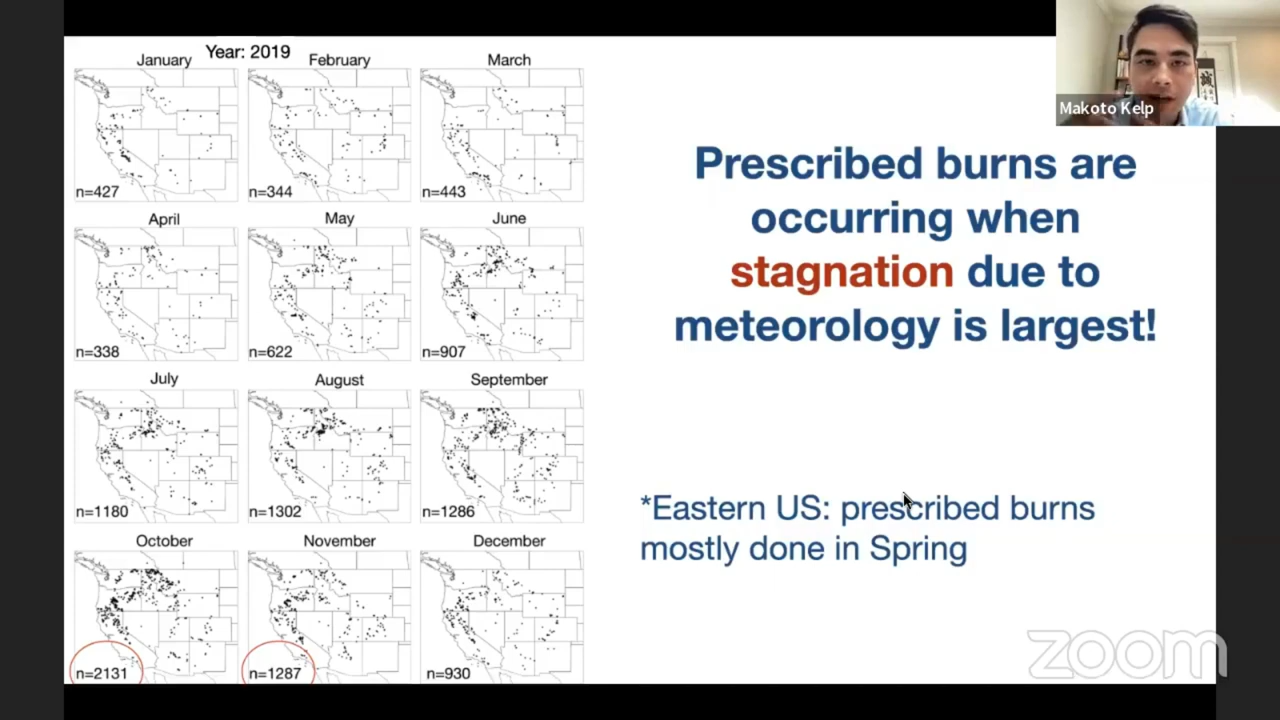 Year: 2019
January
February
March
n=427
n=344
n=443
April
May
June
n=338
n=622
n=907
July
August
September
n=1180
n=1302
n=1286
October
November
December
n=2131
n=1287
n=930
Prescribed burns are
occurring when
stagnation due to
meteorology is largest!
*Eastern US: prescribed burns
mostly done in Spring
Makoto Kelp
zoom